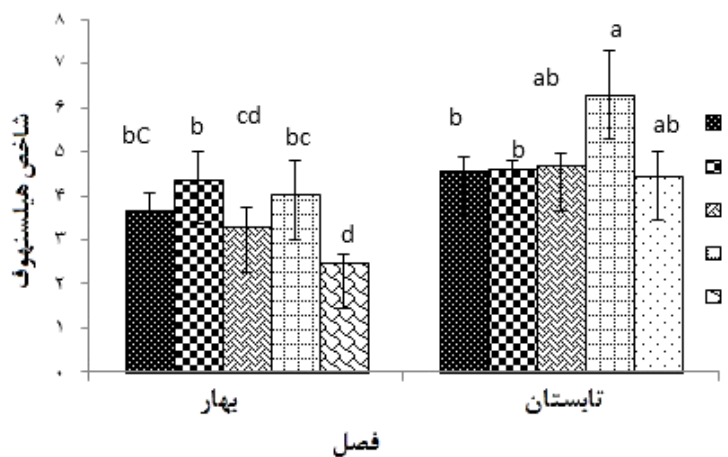 ۸
۷
۶
۵
۴
۳
۲
۱
۰
شاخص هیلسنهوف
bC
b
cd
bc
d
b
b
ab
a
ab
بهار
تابستان
فصل